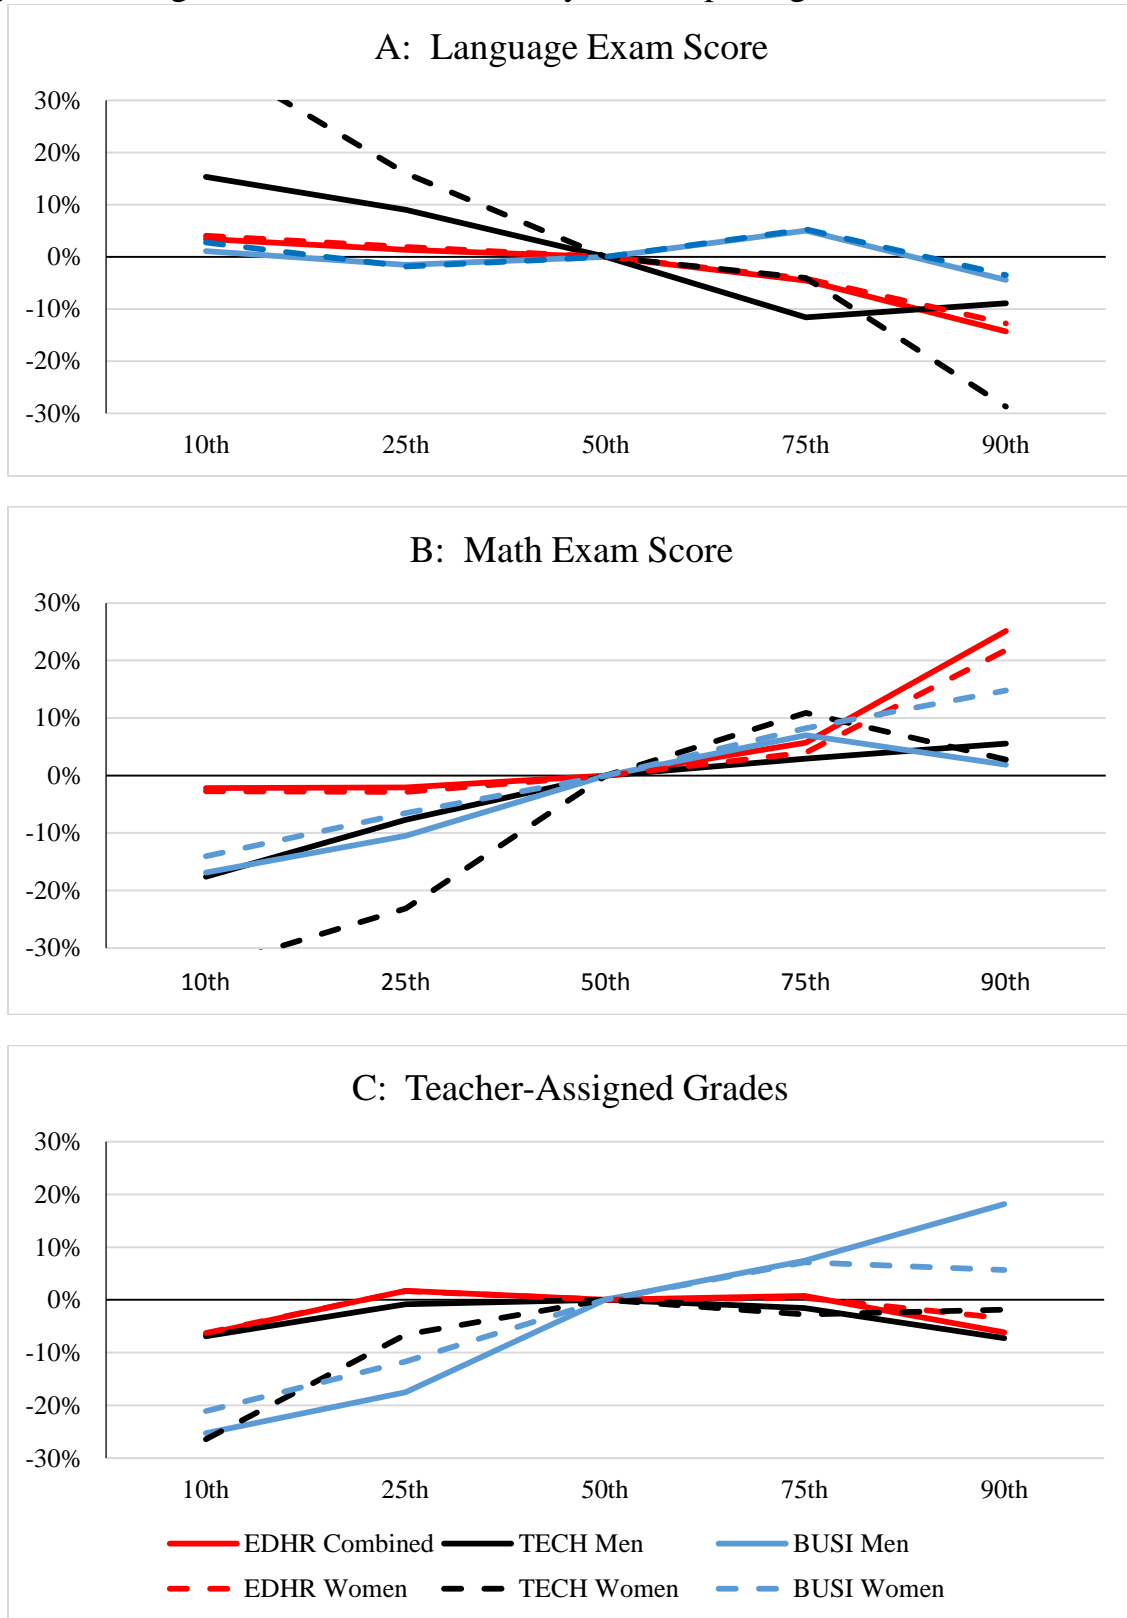 A: Language Exam Score
30%
20%
10%
0%
-10%
-20%
-30%
10th 25th 50th 75th 90th
B: Math Exam Score
30%
20%
10%
0%
-10%
-20%
-30%
10th 25th 50th 75th 90th
C: Teacher-Assigned Grades
30%
20%
10%
0%
-10%
-20%
-30%
10th 25th 50th 75th 90th
EDHR Combined TECH Men BUSI Men
EDHR Women TECH Women BUSI Women